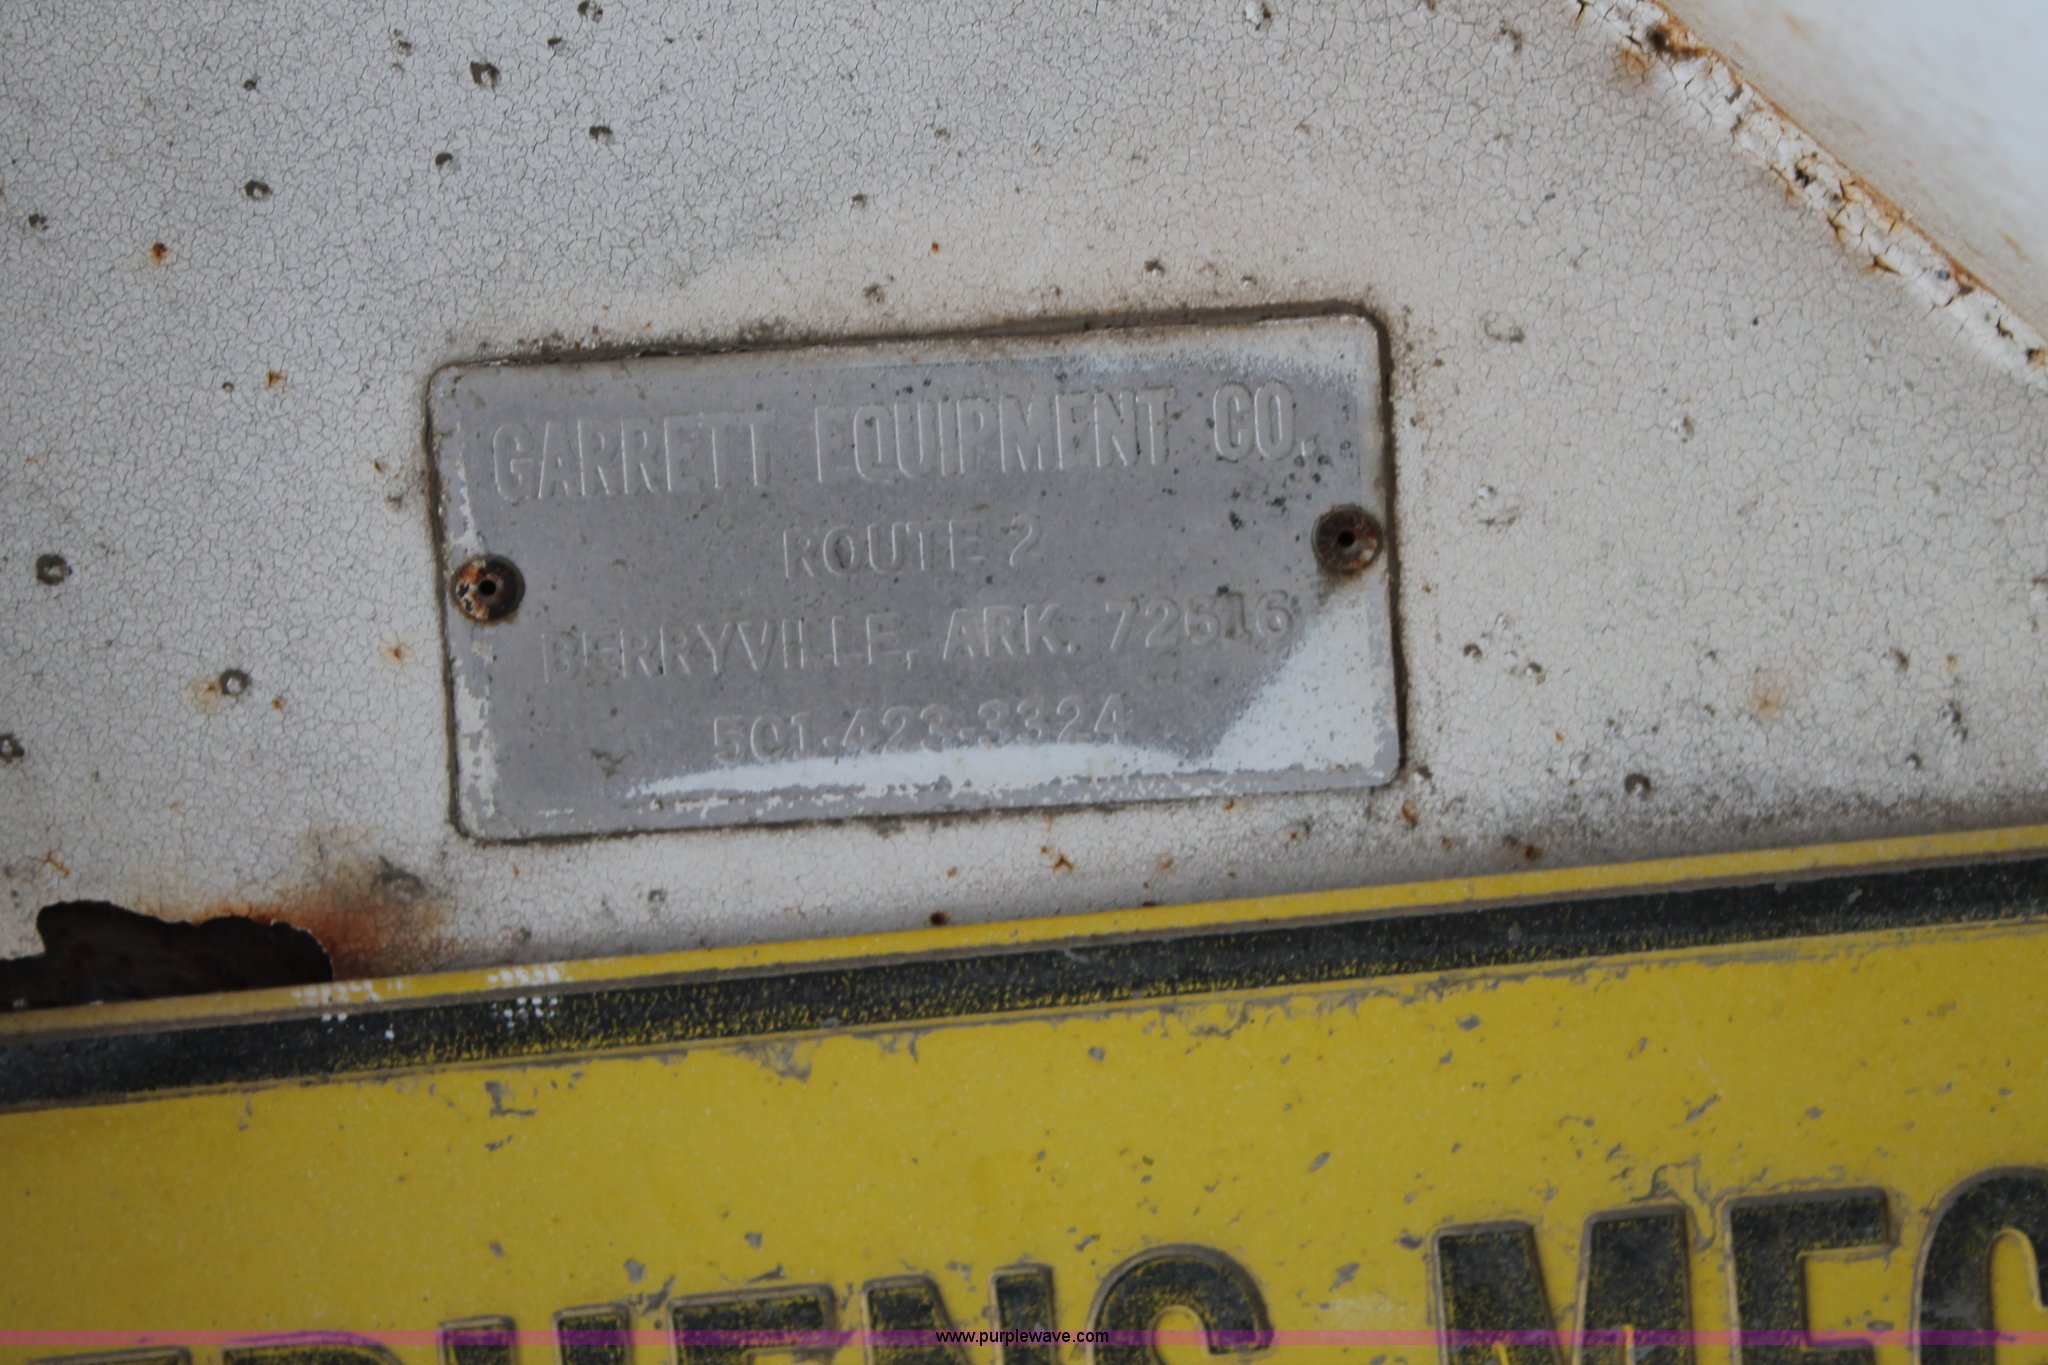 GARRETT EQUIPMENT CO.
ROUTE 2
BERRYVILLE, ARK. 72616
501-423-3324
www.purplewave.com